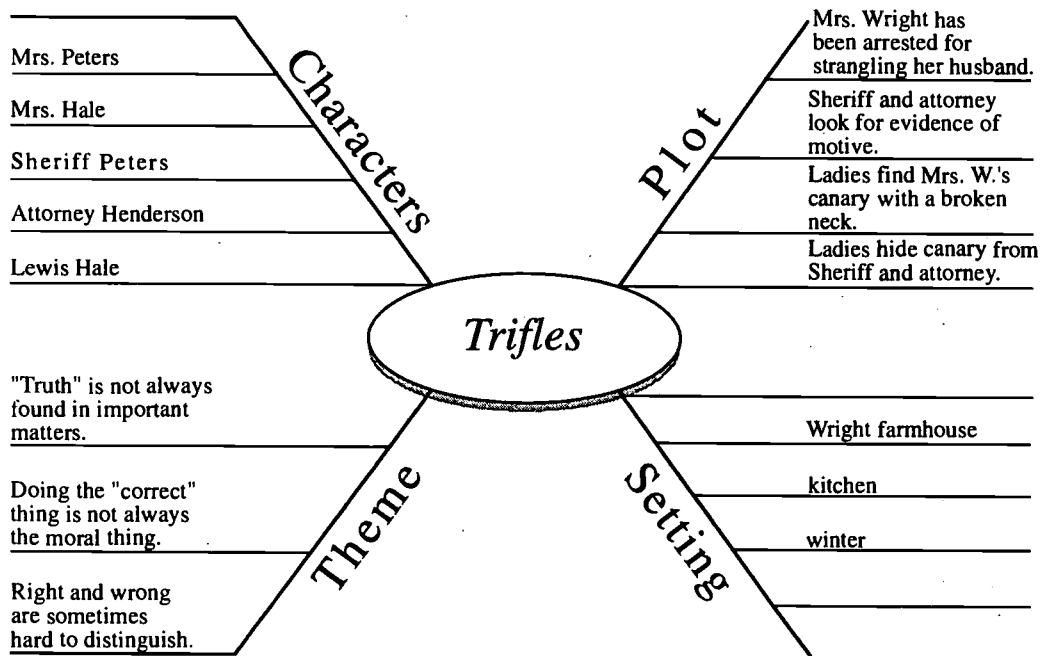 Characters
Mrs. Peters
Mrs. Hale
Sheriff Peters
Attorney Henderson
Lewis Hale
Plot
Mrs. Wright has
been arrested for
strangling her husband.
Sheriff and attorney
look for evidence of
motive.
Ladies find Mrs. W.'s
canary with a broken
neck.
Ladies hide canary from
Sheriff and attorney.
Trifles
Theme
"Truth" is not always
found in important
matters.
Doing the "correct"
thing is not always
the moral thing.
Right and wrong
are sometimes
hard to distinguish.
Setting
Wright farmhouse
kitchen
winter